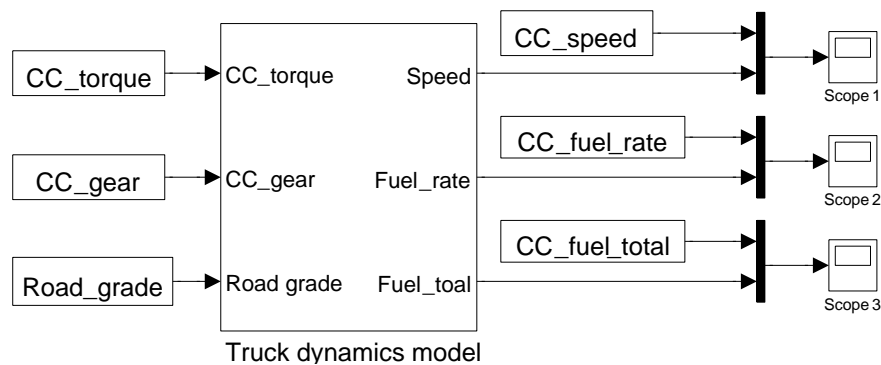 CC_speed
CC_torque
CC_torque
Speed
Scope 1
CC_fuel_rate
CC_gear
CC_gear
Fuel_rate
Scope 2
CC_fuel_total
Road_grade
Road grade
Fuel_toal
Scope 3
Truck dynamics model